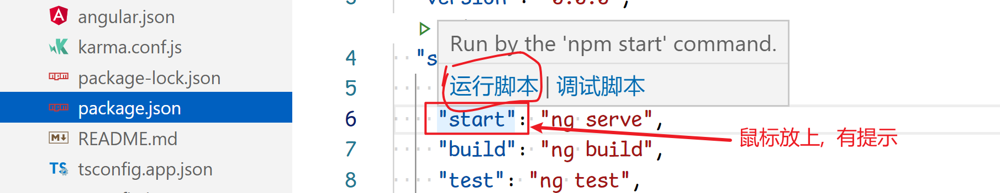 angular.json
karma.conf.js
package-lock.json
package.json
README.md
tsconfig.app.json
"version": "0.0.0",
Run by the 'npm start' command.
4 "s
运行脚本 | 调试脚本
5
6 "start": "ng serve",
鼠标放上, 有提示
7 "build": "ng build",
8 "test": "ng test",